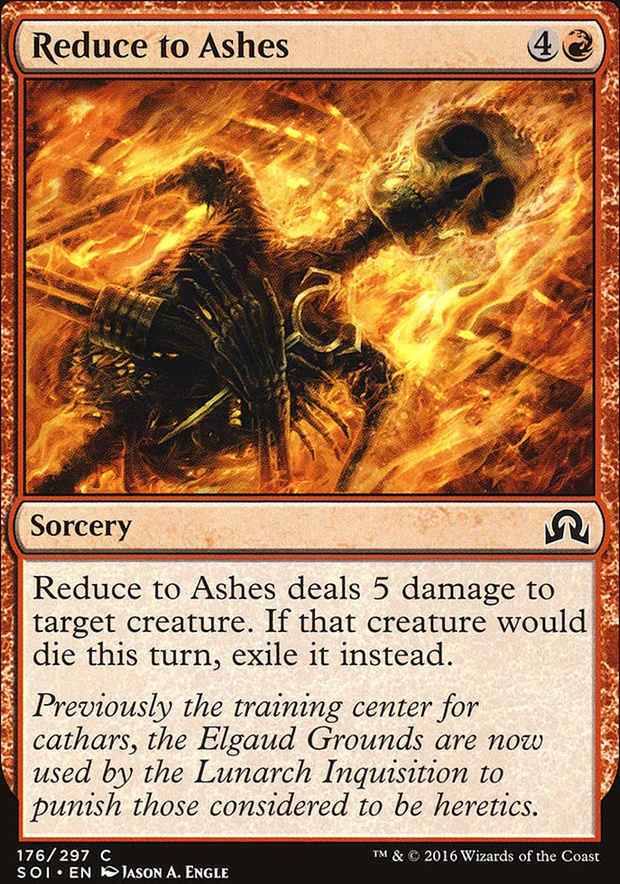 Reduce to Ashes 4
Sorcery
Reduce to Ashes deals 5 damage to
target creature. If that creature would
die this turn, exile it instead.
Previously the training center for
cathars, the Elgaud Grounds are now
used by the Lunarch Inquisition to
punish those considered to be heretics.
176/297 C
SOI • EN Jason A. Engle
™ & © 2016 Wizards of the Coast